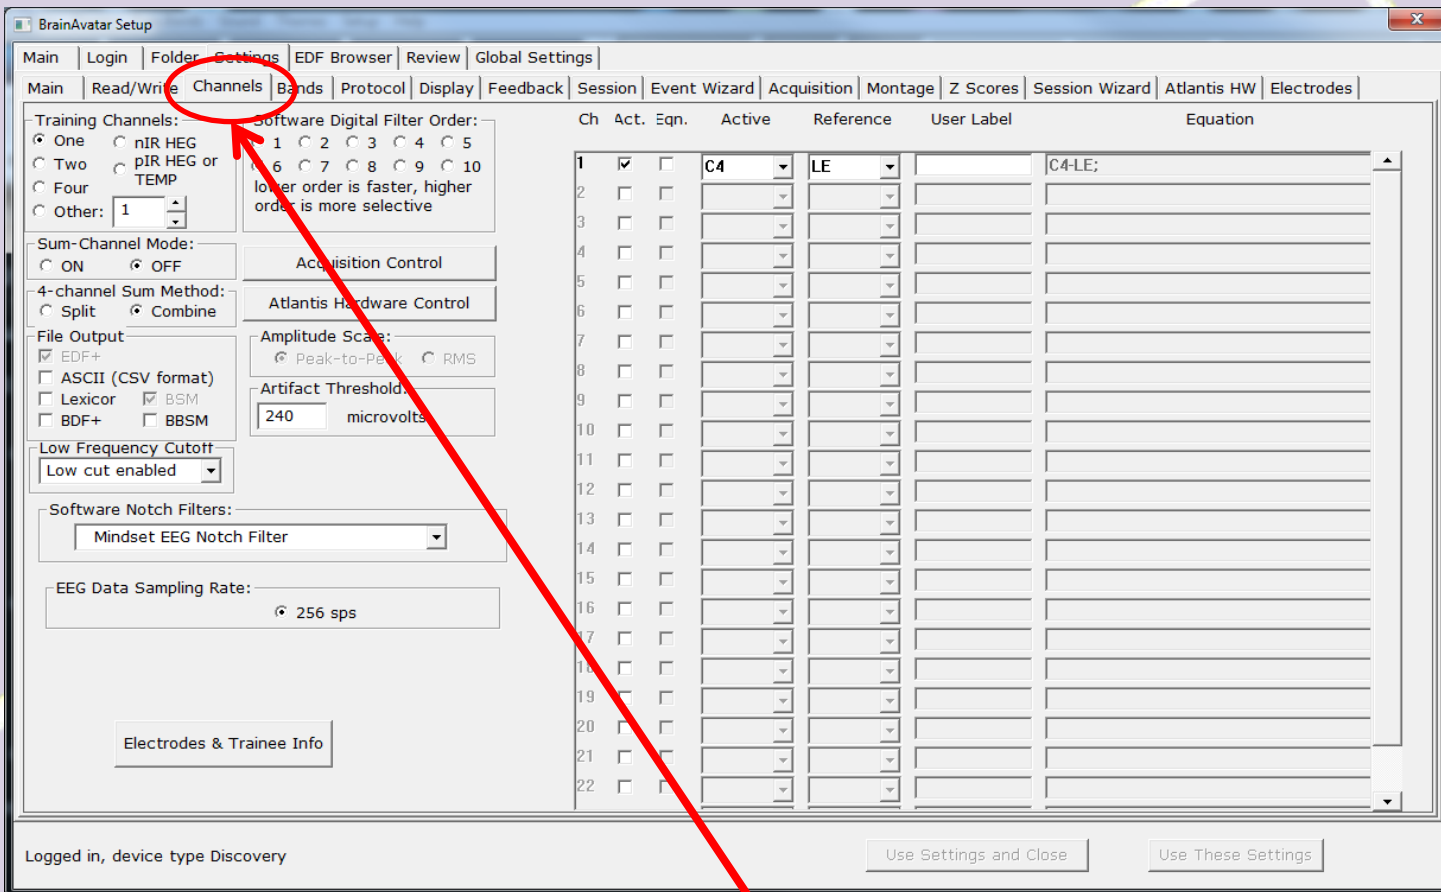 BrainAvatar Setup
Main Login Folder Settings EDF Browser Review Global Settings
Main Read/Write Channels Bands Protocol Display Feedback Session Event Wizard Acquisition Montage Z Scores Session Wizard Atlantis HW Electrodes
Training Channels:
One nIR HEG
Two pIR HEG or TEMP
Four
Other: 1
Software Digital Filter Order:
1 2 3 4 5
6 7 8 9 10
lower order is faster, higher
order is more selective
Sum-Channel Mode:
ON OFF
Acquisition Control
4-channel Sum Method:
Split Combine
Atlantis Hardware Control
File Output
EDF+
ASCII (CSV format)
Lexicor BSM
BDF+ BBSM
Amplitude Scale:
Peak-to-Peak RMS
Artifact Threshold:
240 microvolts
Low Frequency Cutoff
Low cut enabled
Software Notch Filters:
Mindset EEG Notch Filter
EEG Data Sampling Rate:
256 sps
Electrodes & Trainee Info
Ch Act. Eqn. Active Reference User Label Equation
1 C4 LE C4-LE;
2
3
4
5
6
7
8
9
10
11
12
13
14
15
16
17
18
19
20
21
22
Logged in, device type Discovery
Use Settings and Close Use These Settings